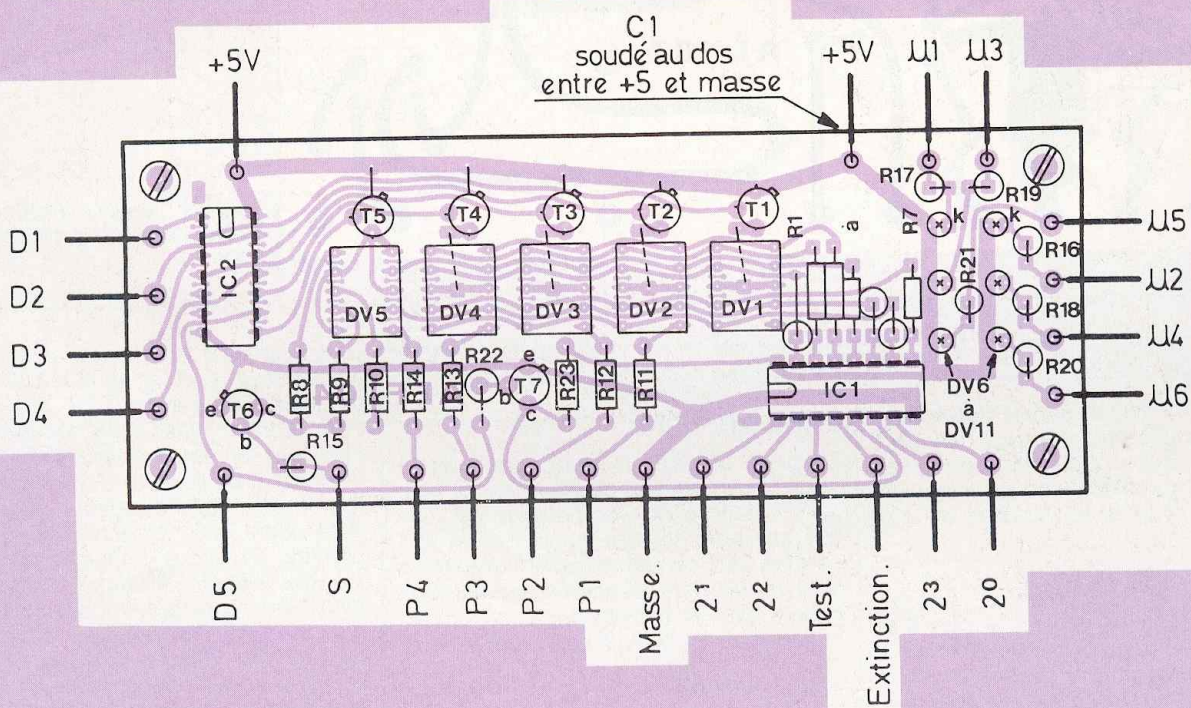 C1
soudé au dos
entre +5 et masse
+5V
+5V
µ1
µ3
R17
R19
T5
T4
T3
T2
T1
R1
à
R7
k
k
µ5
D1
IC2
R16
R21
µ2
D2
DV5
DV4
DV3
DV2
DV1
R18
µ4
D3
R22
e
R20
DV6
à
DV11
µ6
D4
e
T6
c
b
R8
R9
R10
R14
R13
b
T7
c
R23
R12
R11
IC1
R15
D5
S
P4
P3
P2
P1
Masse
21
22
Test.
Extinction.
23
20